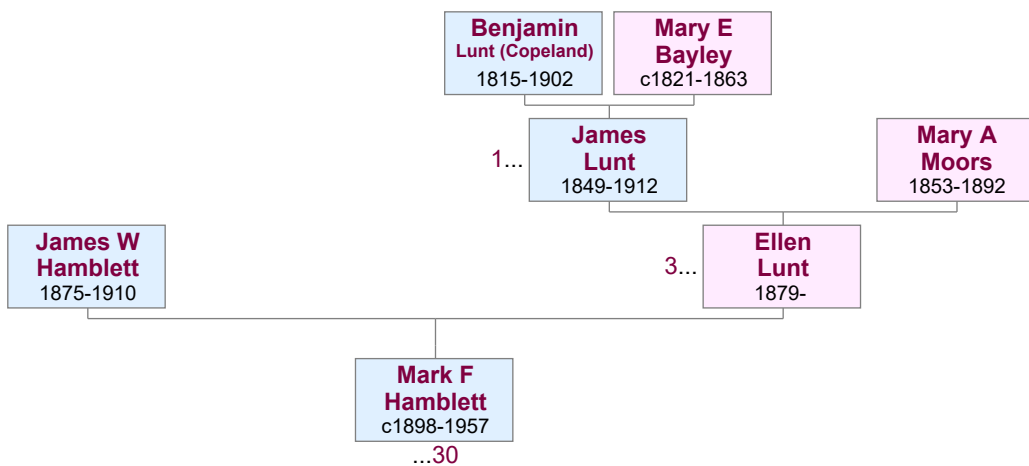 Benjamin
Lunt (Copeland)
1815-1902
Mary E
Bayley
c1821-1863
1...
James
Lunt
1849-1912
Mary A
Moors
1853-1892
James W
Hamblett
1875-1910
3...
Ellen
Lunt
1879-
Mark F
Hamblett
c1898-1957
...30